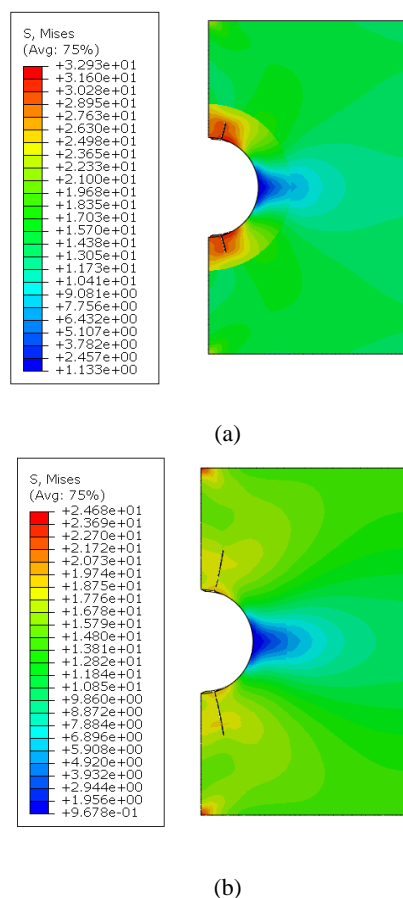 S, Mises
(Avg: 75%)
+3.293e+01
+3.160e+01
+3.028e+01
+2.895e+01
+2.763e+01
+2.630e+01
+2.498e+01
+2.365e+01
+2.233e+01
+2.100e+01
+1.968e+01
+1.835e+01
+1.703e+01
+1.570e+01
+1.438e+01
+1.305e+01
+1.173e+01
+1.041e+01
+9.081e+00
+7.756e+00
+6.432e+00
+5.107e+00
+3.782e+00
+2.457e+00
+1.133e+00
(a)
S, Mises
(Avg: 75%)
+2.468e+01
+2.369e+01
+2.270e+01
+2.172e+01
+2.073e+01
+1.974e+01
+1.875e+01
+1.776e+01
+1.678e+01
+1.579e+01
+1.480e+01
+1.381e+01
+1.282e+01
+1.184e+01
+1.085e+01
+9.860e+00
+8.872e+00
+7.884e+00
+6.896e+00
+5.908e+00
+4.920e+00
+3.932e+00
+2.944e+00
+1.956e+00
+9.678e-01
(b)